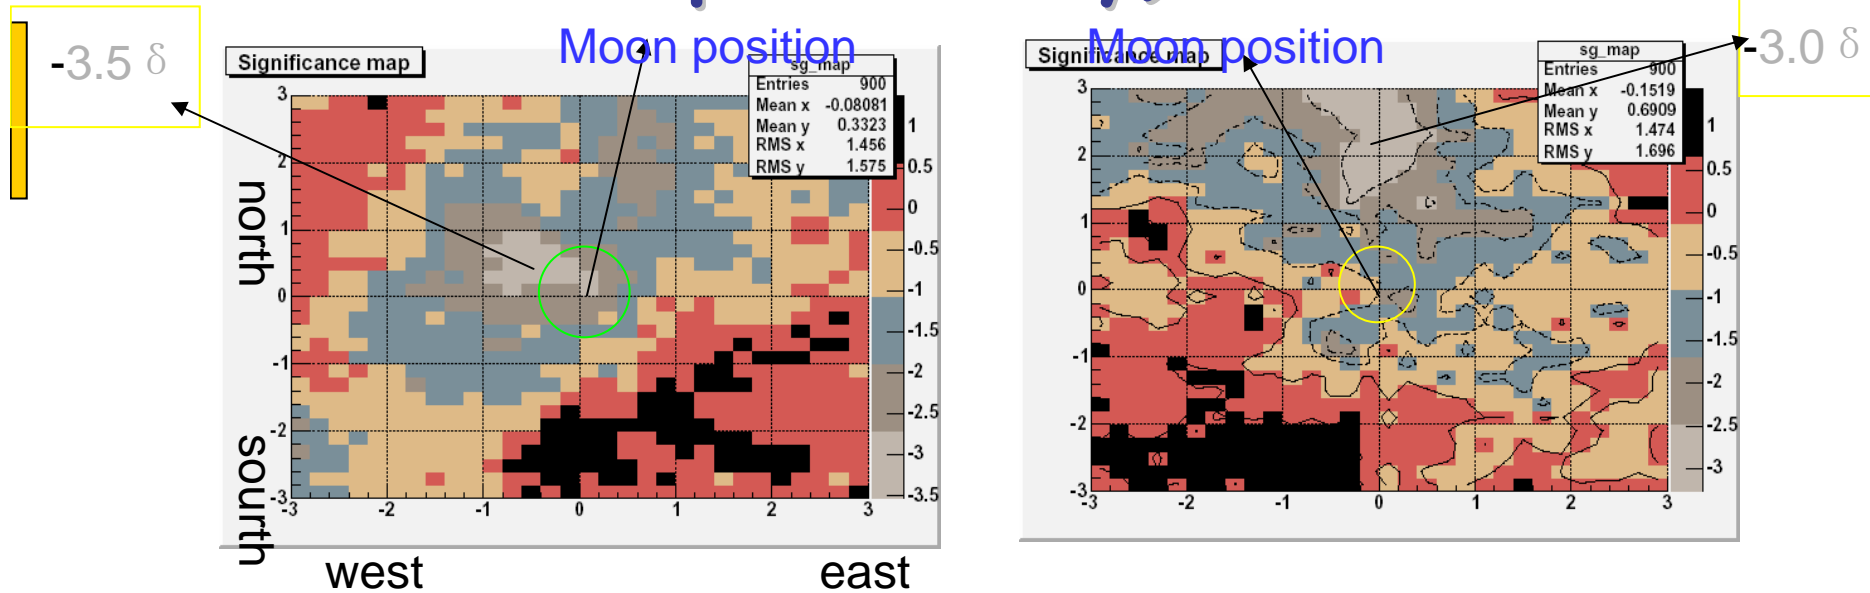 -3.5 δ
Moon position
Significance map
sg_map
Entries 900
Mean x -0.08081
Mean y 0.3323
RMS x 1.456
RMS y 1.575
3
2
1
0
-1
-2
-3
-3 -2 -1 0 1 2 3
1
0.5
0
-0.5
-1
-1.5
-2
-2.5
-3
-3.5
north
sourth
west east
Moon position
Significance map
sg_map
Entries 900
Mean x -0.1519
Mean y 0.6909
RMS x 1.474
RMS y 1.696
3
2
1
0
-1
-2
-3
-3 -2 -1 0 1 2 3
1
0.5
0
-0.5
-1
-1.5
-2
-2.5
-3
-3.0 δ